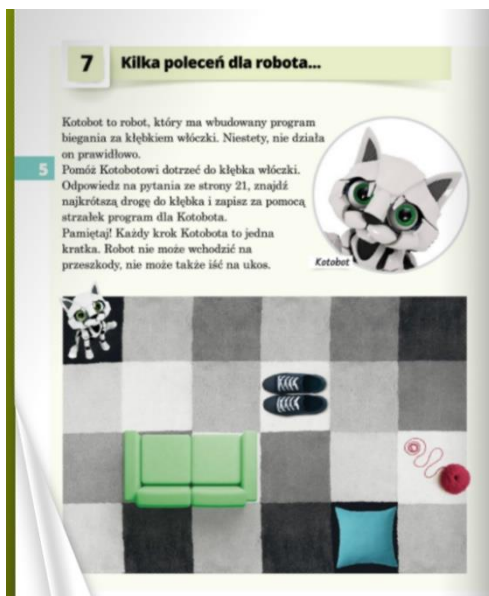 7 Kilka poleceń dla robota...
Kotobot to robot, który ma wbudowany program
biegania za kłębkiem włóczki. Niestety, nie działa
on prawidłowo.
5
Pomóż Kotobotowi dotrzeć do kłębka włóczki.
Odpowiedz na pytania ze strony 21, znajdź
najkrótszą drogę do kłębka i zapisz za pomocą
strzałek program dla Kotobota.
Pamiętaj! Każdy krok Kotobota to jedna
kratka. Robot nie może wchodzić na
przeszkody, nie może także iść na ukos.
Kotobot